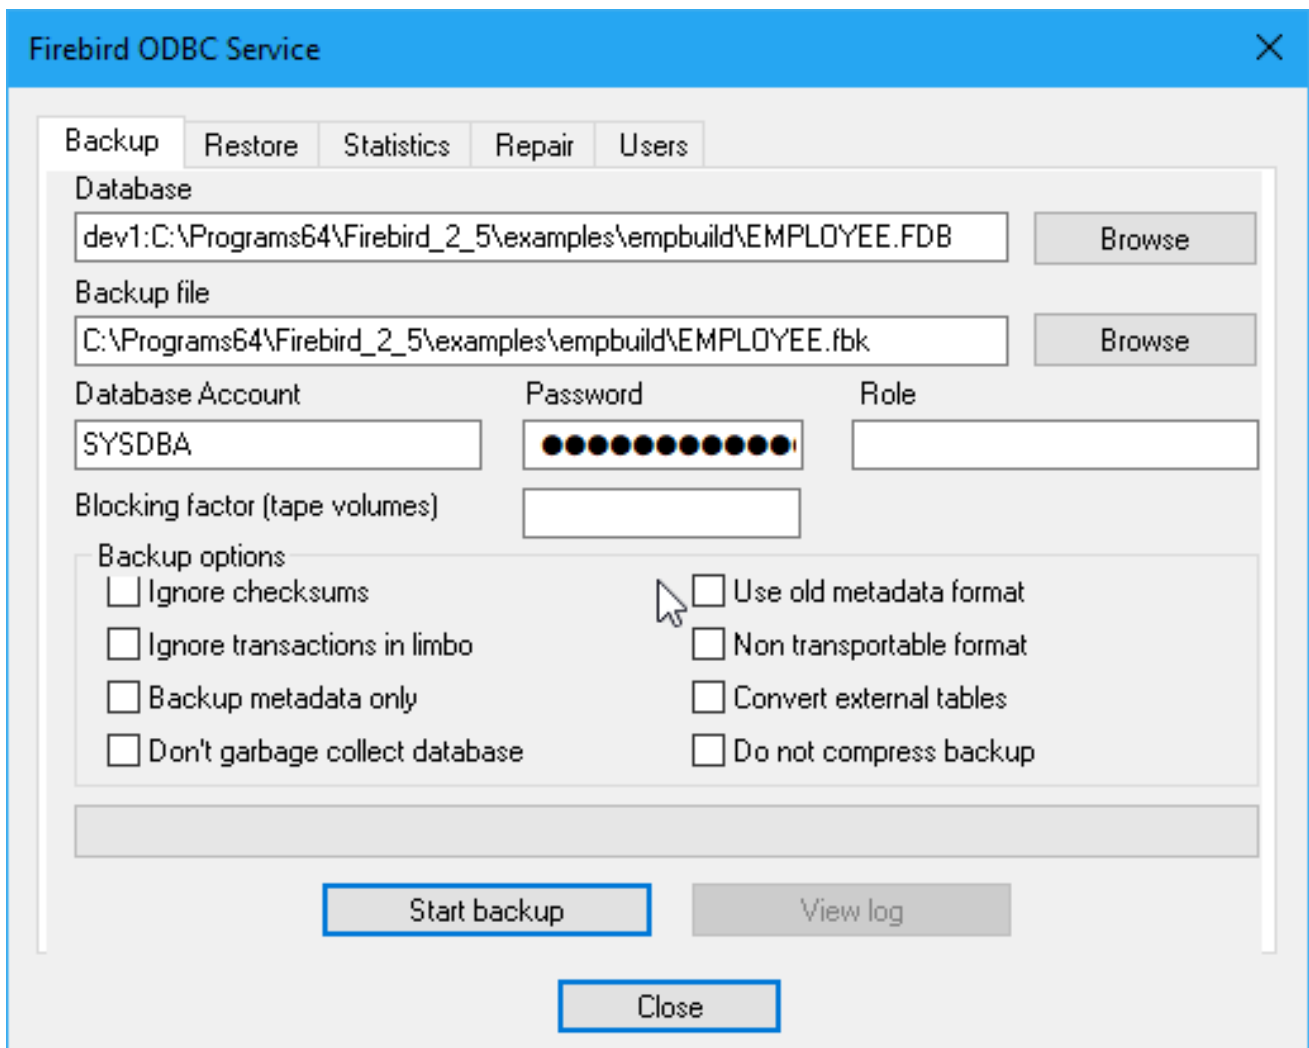 Firebird ODBC Service
Backup Restore Statistics Repair Users
Database
dev1:C:\Programs64\Firebird_2_5\examples\empbuild\EMPLOYEE.FDB Browse
Backup file
C:\Programs64\Firebird_2_5\examples\empbuild\EMPLOYEE.fbk Browse
Database Account Password Role
SYSDBA
Blocking factor (tape volumes)
Backup options
Ignore checksums Use old metadata format
Ignore transactions in limbo Non transportable format
Backup metadata only Convert external tables
Don't garbage collect database Do not compress backup
Start backup View log
Close